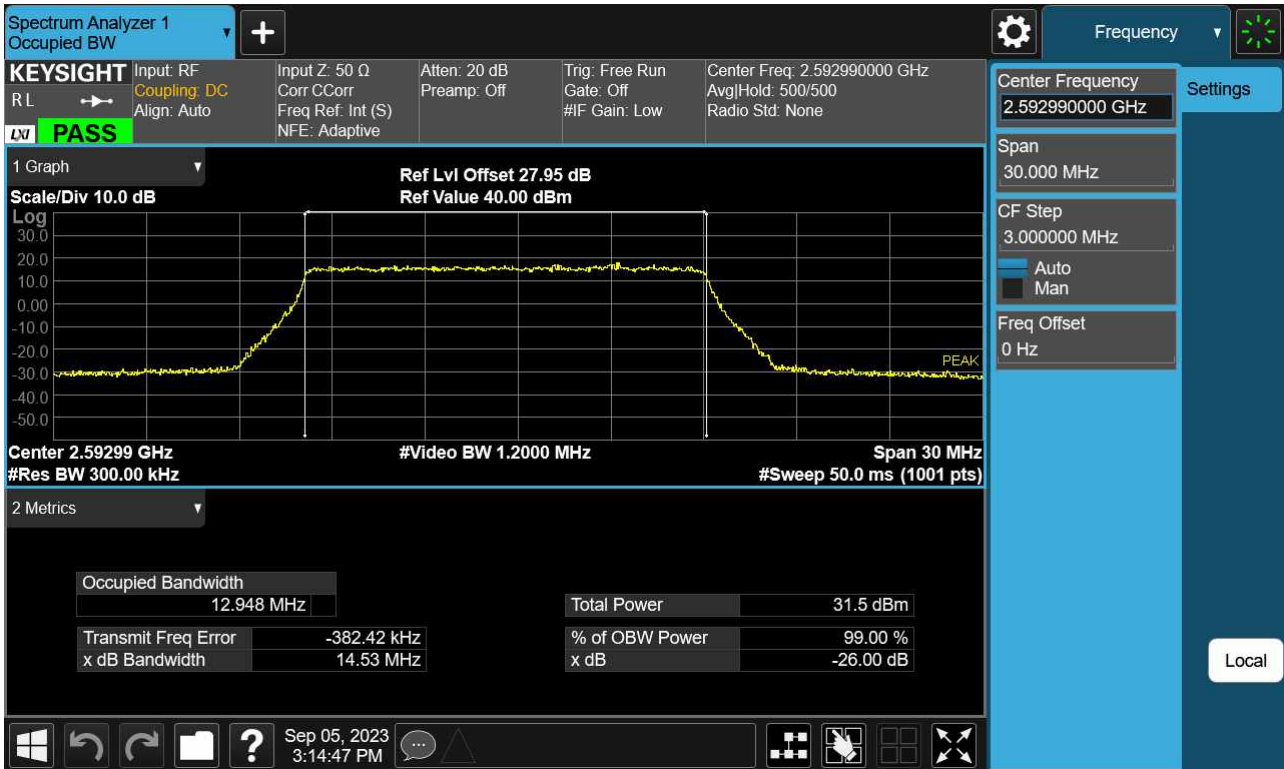 Spectrum Analyzer 1
Occupied BW
Frequency
KEYSIGHT
R L
LXI
PASS
Input: RF
Coupling: DC
Align: Auto
Input Z: 50 Ω
Corr CCorr
Freq Ref: Int (S)
NFE: Adaptive
Atten: 20 dB
Preamp: Off
Trig: Free Run
Gate: Off
#IF Gain: Low
Center Freq: 2.592990000 GHz
Avg|Hold: 500/500
Radio Std: None
Center Frequency
2.592990000 GHz
Settings
Span
30.000 MHz
CF Step
3.000000 MHz
Auto
Man
Freq Offset
0 Hz
Local
1 Graph
Scale/Div 10.0 dB
Ref Lvl Offset 27.95 dB
Ref Value 40.00 dBm
Log
30.0
20.0
10.0
0.00
-10.0
-20.0
-30.0
-40.0
-50.0
PEAK
Center 2.59299 GHz
#Video BW 1.2000 MHz
Span 30 MHz
#Res BW 300.00 kHz
#Sweep 50.0 ms (1001 pts)
2 Metrics
Occupied Bandwidth
12.948 MHz
Total Power 31.5 dBm
Transmit Freq Error -382.42 kHz
% of OBW Power 99.00 %
x dB Bandwidth 14.53 MHz
x dB -26.00 dB
?
Sep 05, 2023
3:14:47 PM